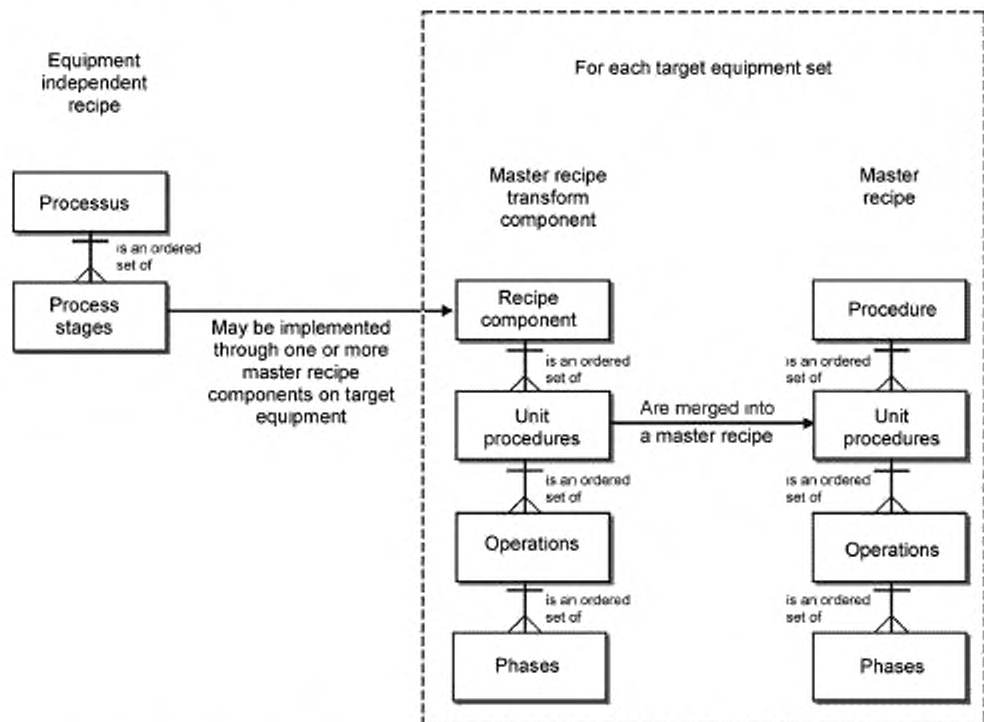 Equipment
independent
recipe
Processus
is an ordered
set of
Process
stages
May be implemented
through one or more
master recipe
components on target
equipment
For each target equipment set
Master recipe
transform
component
Recipe
component
is an ordered
set of
Unit
procedures
is an ordered
set of
Operations
is an ordered
set of
Phases
Are merged into
a master recipe
Master
recipe
Procedure
is an ordered
set of
Unit
procedures
is an ordered
set of
Operations
is an ordered
set of
Phases